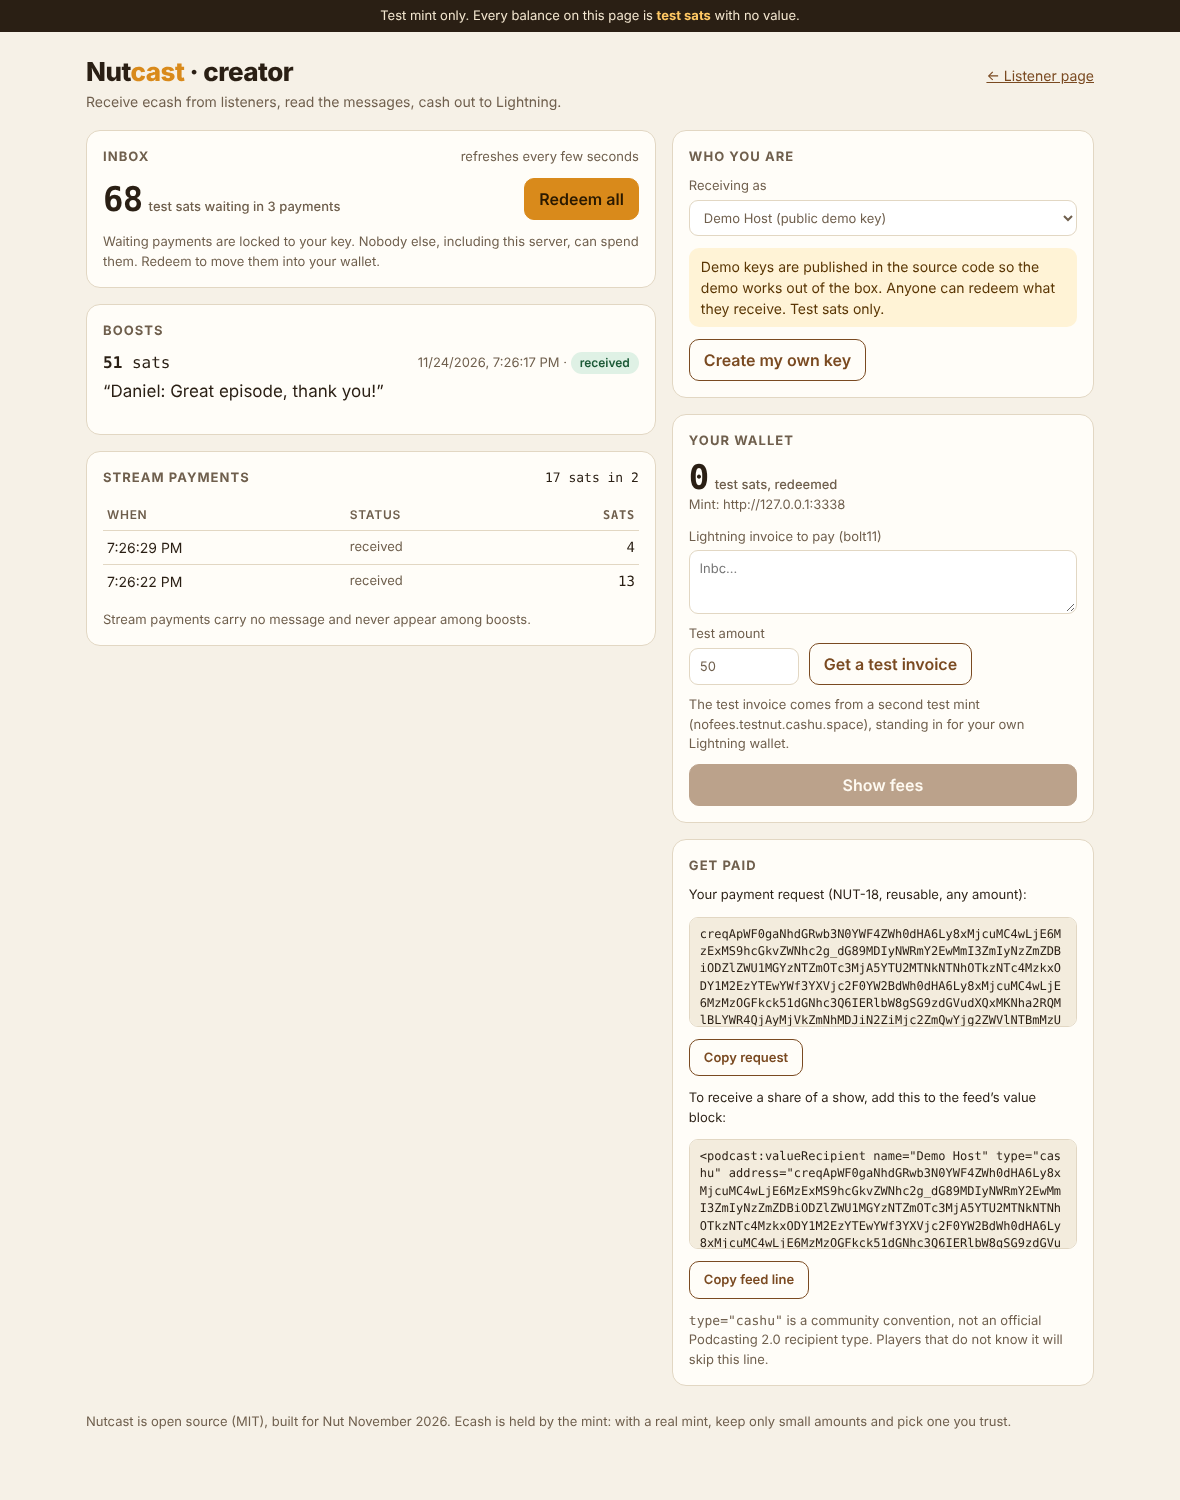 Test mint only. Every balance on this page is test sats with no value.
Nutcast · creator
← Listener page
Receive ecash from listeners, read the messages, cash out to Lightning.
INBOX
refreshes every few seconds
68 test sats waiting in 3 payments
Redeem all
Waiting payments are locked to your key. Nobody else, including this server, can spend
them. Redeem to move them into your wallet.
BOOSTS
51 sats
11/24/2026, 7:26:17 PM · received
“Daniel: Great episode, thank you!”
STREAM PAYMENTS
17 sats in 2
WHEN STATUS SATS
7:26:29 PM received 4
7:26:22 PM received 13
Stream payments carry no message and never appear among boosts.
WHO YOU ARE
Receiving as
Demo Host (public demo key)
Demo keys are published in the source code so the
demo works out of the box. Anyone can redeem what
they receive. Test sats only.
Create my own key
YOUR WALLET
0 test sats, redeemed
Mint: http://127.0.0.1:3338
Lightning invoice to pay (bolt11)
lnbc...
Test amount
50
Get a test invoice
The test invoice comes from a second test mint
(nofees.testnut.cashu.space), standing in for your own
Lightning wallet.
Show fees
GET PAID
Your payment request (NUT-18, reusable, any amount):
creqApWF0gaNhdGRwb3N0YWF4ZWh0dHA6Ly8xMjcuMC4wLjE6M
zExMS9hcGkvZWNhc2g_dG89MDIyNWRmY2EwMmI3ZmIyNzZmZDB
iODZlZWU1MGYzNTZmOTc3MjA5YTU2MTNkNTNhOTkzNTc4MzkxO
DY1M2EzYTEwYWf3YXVjc2F0YW2BdWh0dHA6Ly8xMjcuMC4wLjE
6MzMzOGFkck51dGNhc3Q6IERlbW8gSG9zdGVudXQxMKNha2RQM
lBLYWR4QjAyMjVkZmNhMDJiN2ZiMjc2ZmQwYjg2ZWVlNTBmMzU
Copy request
To receive a share of a show, add this to the feed’s value
block:
<podcast:valueRecipient name="Demo Host" type="cas
hu" address="creqApWF0gaNhdGRwb3N0YWF4ZWh0dHA6Ly8x
MjcuMC4wLjE6MzExMS9hcGkvZWNhc2g_dG89MDIyNWRmY2EwMm
I3ZmIyNzZmZDBiODZlZWU1MGYzNTZmOTc3MjA5YTU2MTNkNTNh
OTkzNTc4MzkxODY1M2EzYTEwYWf3YXVjc2F0YW2BdWh0dHA6Ly
8xMjcuMC4wLjE6MzMzOGFkck51dGNhc3Q6IERlbW8gSG9zdGVu
Copy feed line
type="cashu" is a community convention, not an official
Podcasting 2.0 recipient type. Players that do not know it will
skip this line.
Nutcast is open source (MIT), built for Nut November 2026. Ecash is held by the mint: with a real mint, keep only small amounts and pick one you trust.